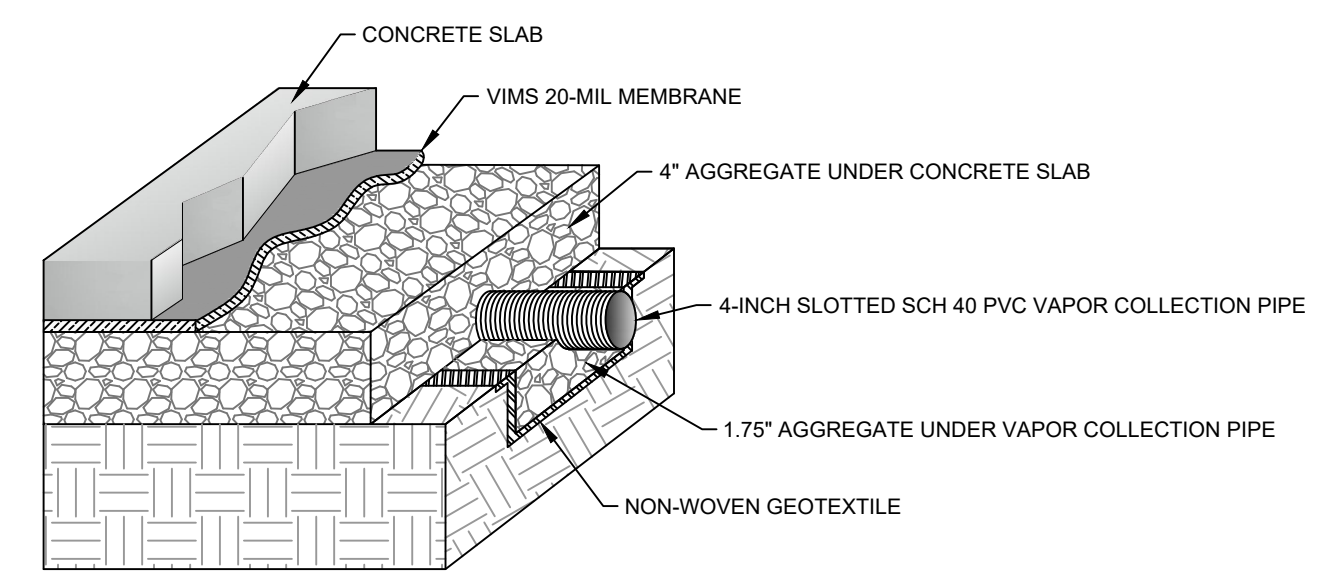 CONCRETE SLAB
VIMS 20-MIL MEMBRANE
4" AGGREGATE UNDER CONCRETE SLAB
4-INCH SLOTTED SCH 40 PVC VAPOR COLLECTION PIPE
1.75" AGGREGATE UNDER VAPOR COLLECTION PIPE
NON-WOVEN GEOTEXTILE